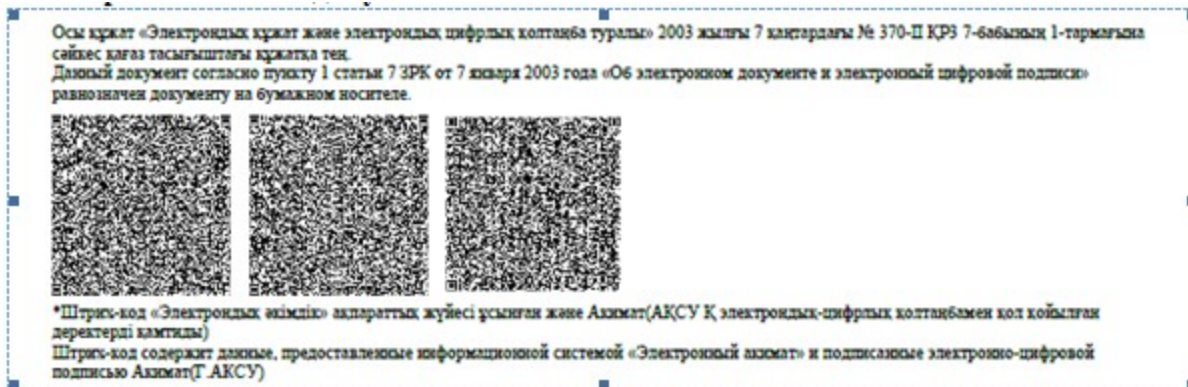 Осы құжат «Электрондық құжат және электрондық цифрлық қолтаңба туралы» 2003 жылғы 7 қаңтардағы № 370-II ҚРЗ 7-бабының 1-тармағына
сәйкес қағаз тасығыштағы құжатқа тең.
Данный документ согласно пункту 1 статьи 7 ЗРК от 7 января 2003 года «Об электронном документе и электронный цифровой подписи»
равнозначен документу на бумажном носителе.
*Штрих-код «Электрондық әкімдік» ақпараттық жүйесі ұсынған және Акимат(АҚСУ Қ электрондық-цифрлық қолтаңбамен қол қойылған
деректерді қамтиды)
Штрих-код содержит данные, предоставленные информационной системой «Электронный акимат» и подписанные электронно-цифровой
подписью Акимат(Г.АКСУ)